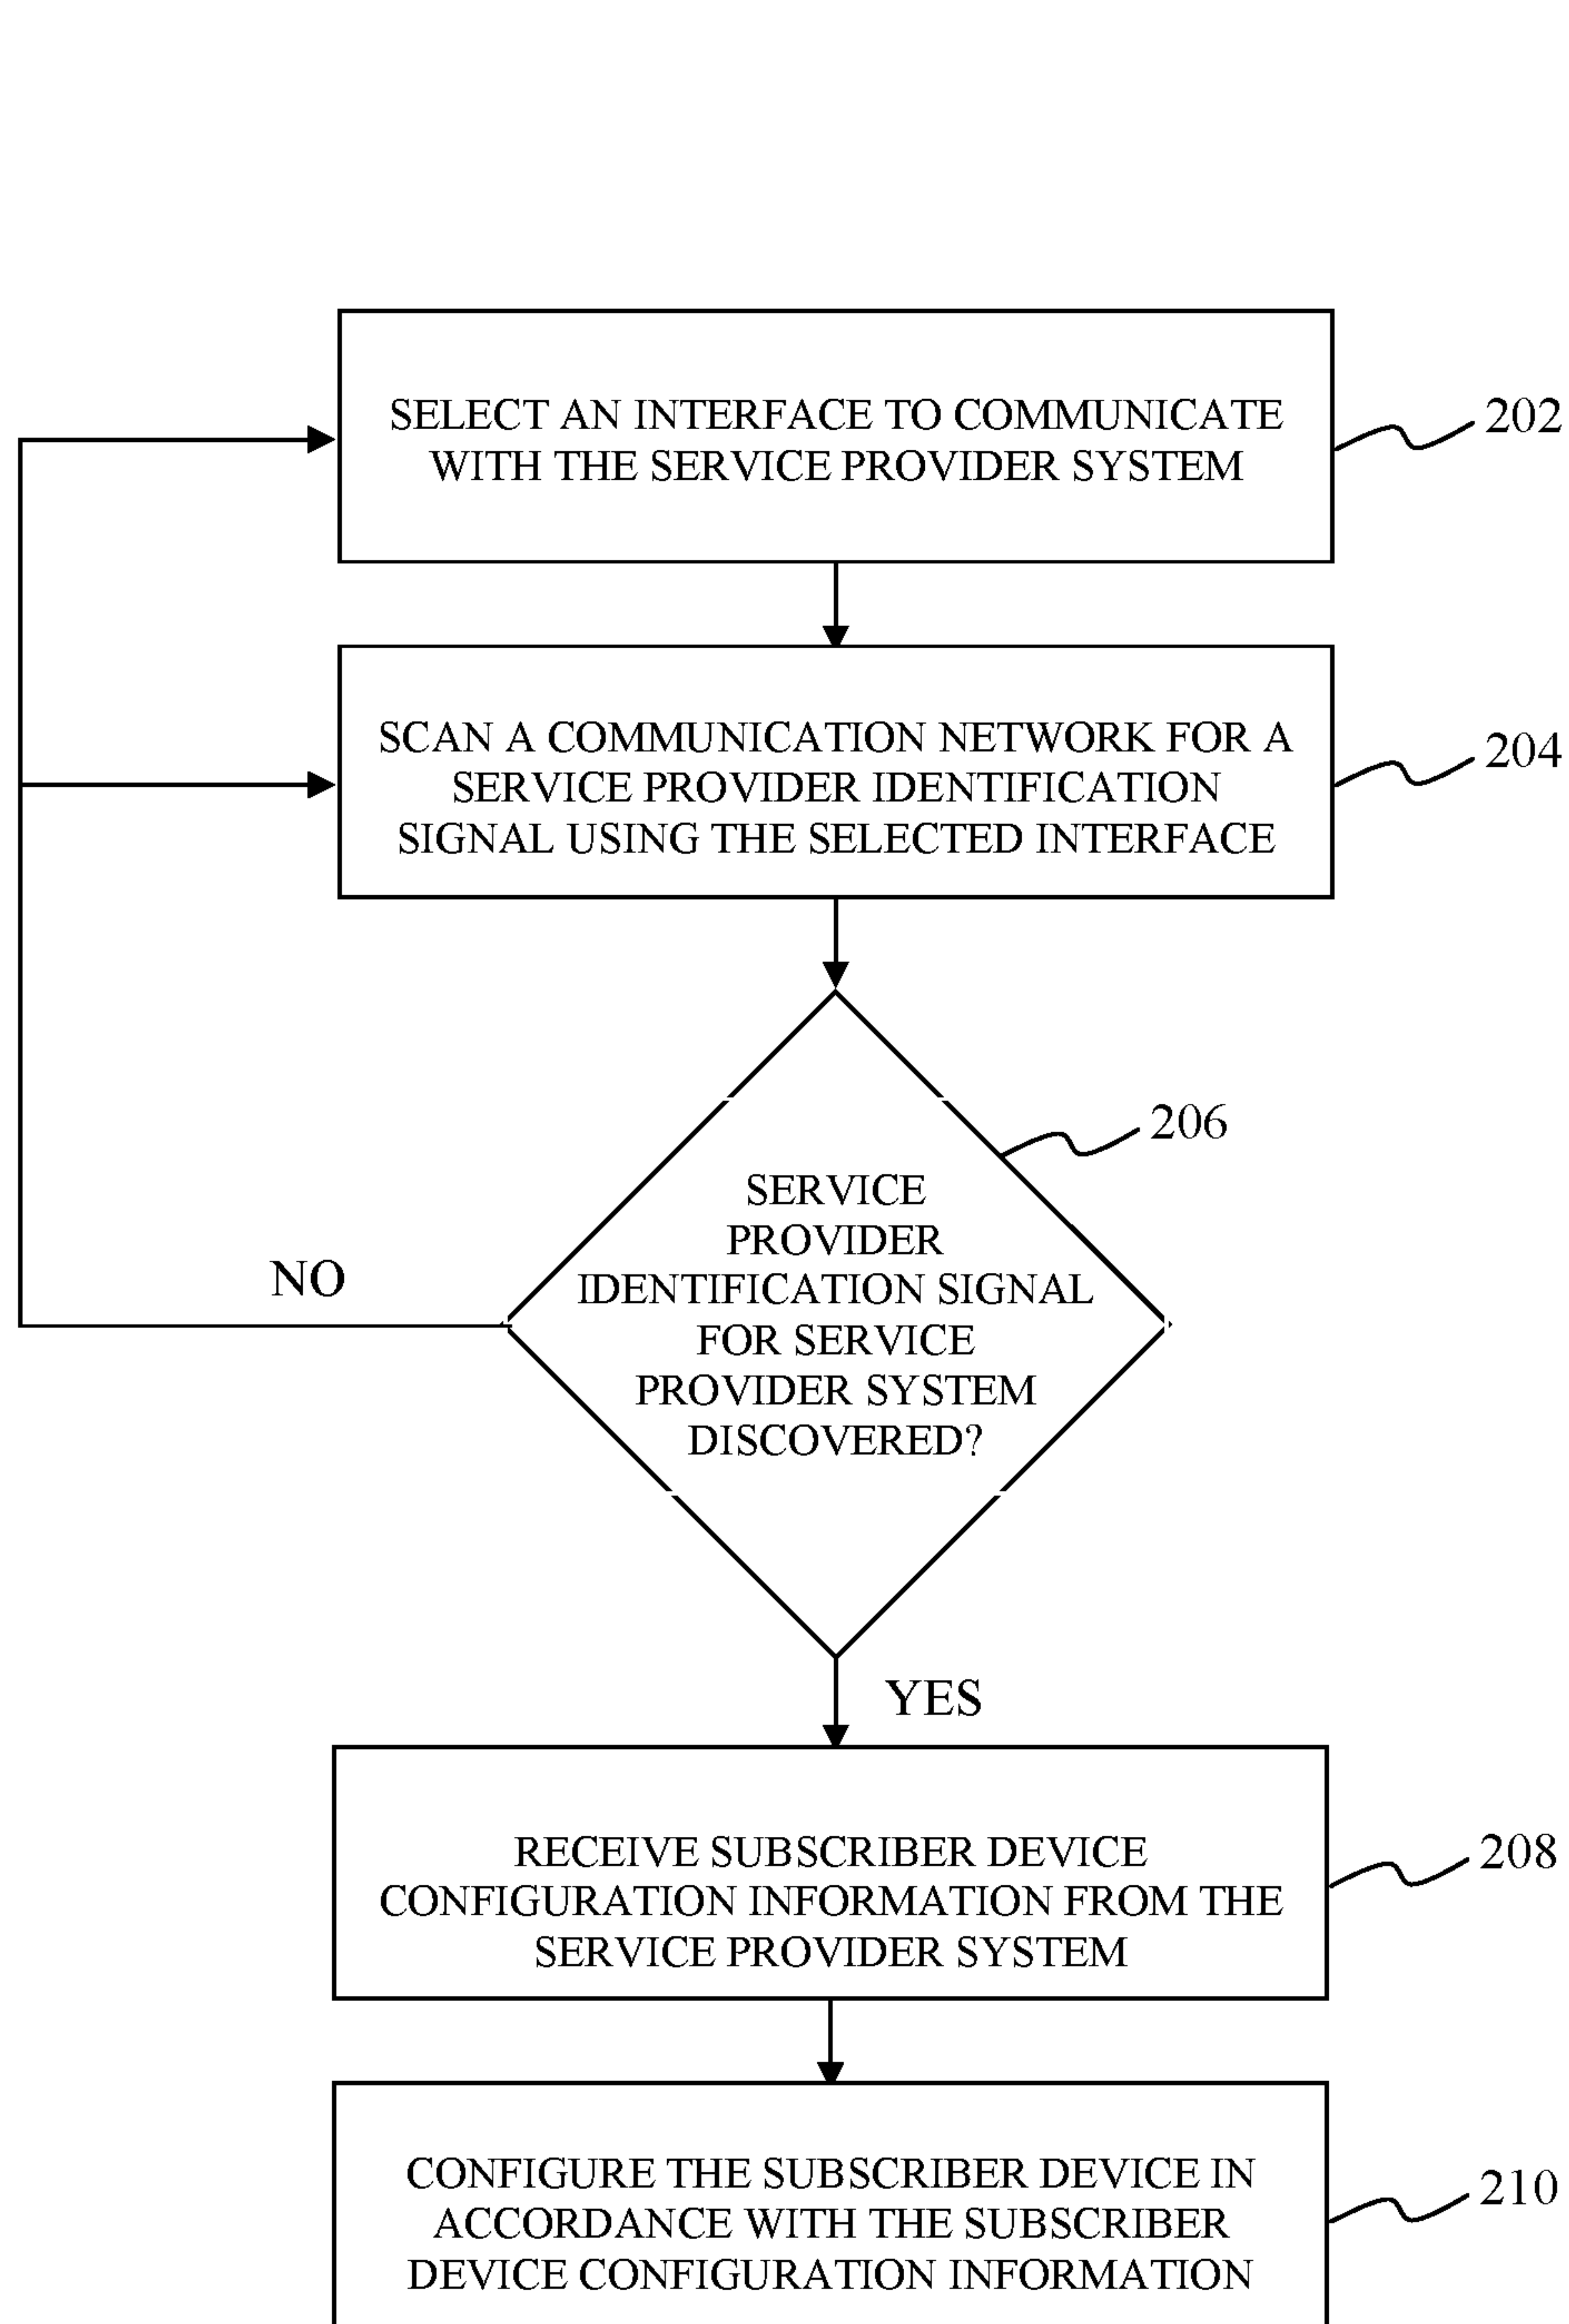 SELECT AN INTERFACE TO COMMUNICATE
WITH THE SERVICE PROVIDER SYSTEM
202
SCAN A COMMUNICATION NETWORK FOR A
SERVICE PROVIDER IDENTIFICATION
SIGNAL USING THE SELECTED INTERFACE
204
206
SERVICE
PROVIDER
IDENTIFICATION SIGNAL
FOR SERVICE
PROVIDER SYSTEM
DISCOVERED?
NO
YES
RECEIVE SUBSCRIBER DEVICE
CONFIGURATION INFORMATION FROM THE
SERVICE PROVIDER SYSTEM
208
CONFIGURE THE SUBSCRIBER DEVICE IN
ACCORDANCE WITH THE SUBSCRIBER
DEVICE CONFIGURATION INFORMATION
210